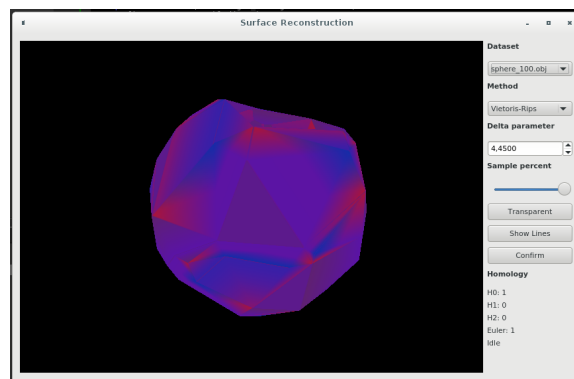 Surface Reconstruction
Dataset
sphere_100.obj
Method
Vietoris-Rips
Delta parameter
4,4500
Sample percent
Transparent
Show Lines
Confirm
Homology
H0: 1
H1: 0
H2: 0
Euler: 1
Idle